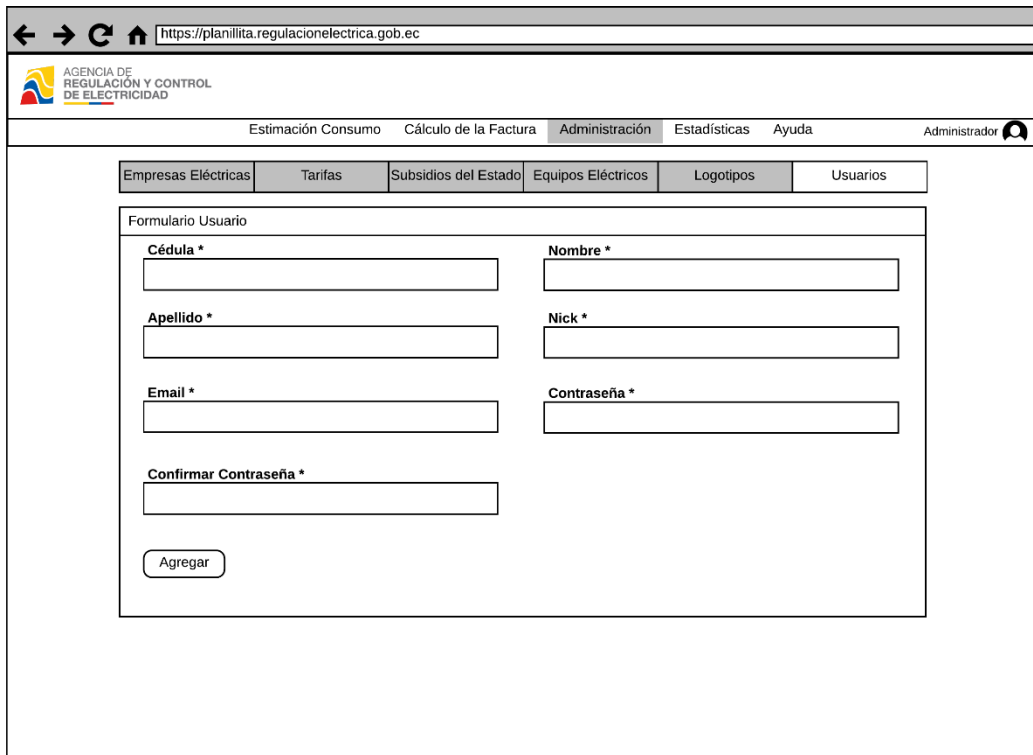 https://planillita.regulacionelectrica.gob.ec
AGENCIA DE
REGULACIÓN Y CONTROL
DE ELECTRICIDAD
Estimación Consumo Cálculo de la Factura Administración Estadísticas Ayuda Administrador
Empresas Eléctricas Tarifas Subsidios del Estado Equipos Eléctricos Logotipos Usuarios
Formulario Usuario
Cédula * Nombre *
Apellido * Nick *
Email * Contraseña *
Confirmar Contraseña *
Agregar